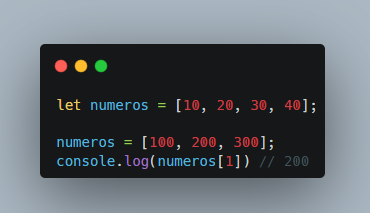 let numeros = [10, 20, 30, 40];
numeros = [100, 200, 300];
console.log(numeros[1]) // 200